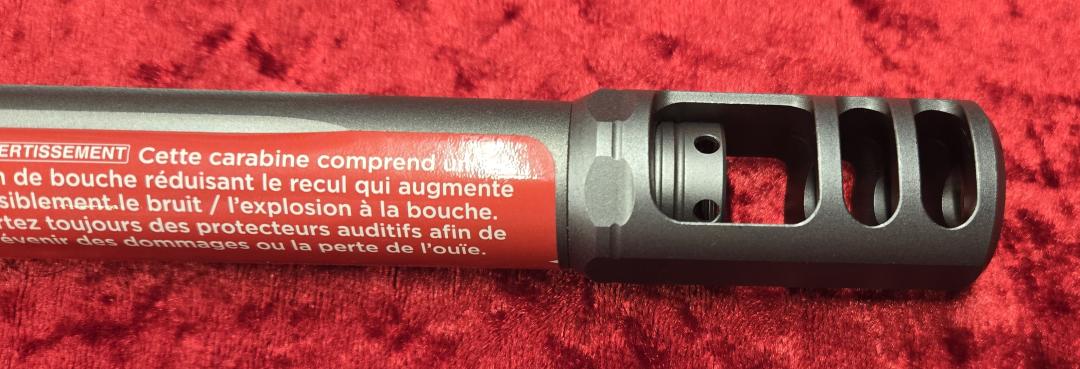 ERTISSEMENT Cette carabine comprend un
n de bouche réduisant le recul qui augmente
siblement le bruit / l'explosion à la bouche.
rtez toujours des protecteurs auditifs afin de
évenir des dommages ou la perte de l'ouïe.